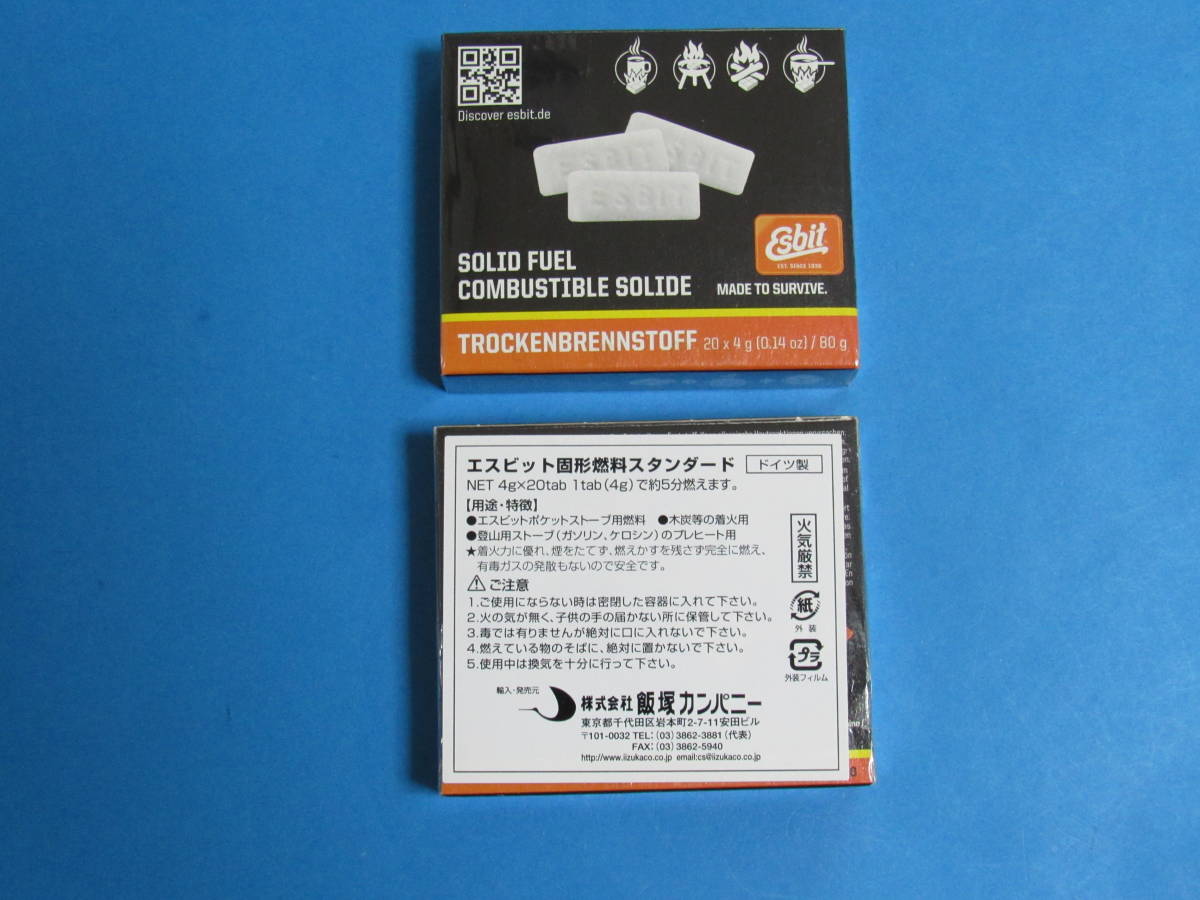 Discover esbit.de
Esbit
Esbit
Esbit
Esbit
EST. SINCE 1936
SOLID FUEL
COMBUSTIBLE SOLIDE
MADE TO SURVIVE.
TROCKENBRENNSTOFF 20 x 4 g (0.14 oz) / 80 g
エスビット固形燃料スタンダード ドイツ製
NET 4g×20tab 1tab(4g)で約5分燃えます。
【用途・特徴】
●エスビットポケットストーブ用燃料 ●木炭等の着火用
●登山用ストーブ(ガソリン、ケロシン)のプレヒート用
★着火力に優れ、煙をたてず、燃えかすを残さず完全に燃え、
有毒ガスの発散もないので安全です。
火気厳禁
⚠ご注意
1.ご使用にならない時は密閉した容器に入れて下さい。
2.火の気が無く、子供の手の届かない所に保管して下さい。
3.毒では有りませんが絶対に口に入れないで下さい。
4.燃えている物のそばに、絶対に置かないで下さい。
5.使用中は換気を十分に行って下さい。
紙
外装
プラ
外装フィルム
輸入・発売元
株式会社 飯塚カンパニー
東京都千代田区岩本町2-7-11安田ビル
〒101-0032 TEL:(03)3862-3881(代表)
FAX:(03)3862-5940
http://www.iizukaco.co.jp email:cs@iizukaco.co.jp